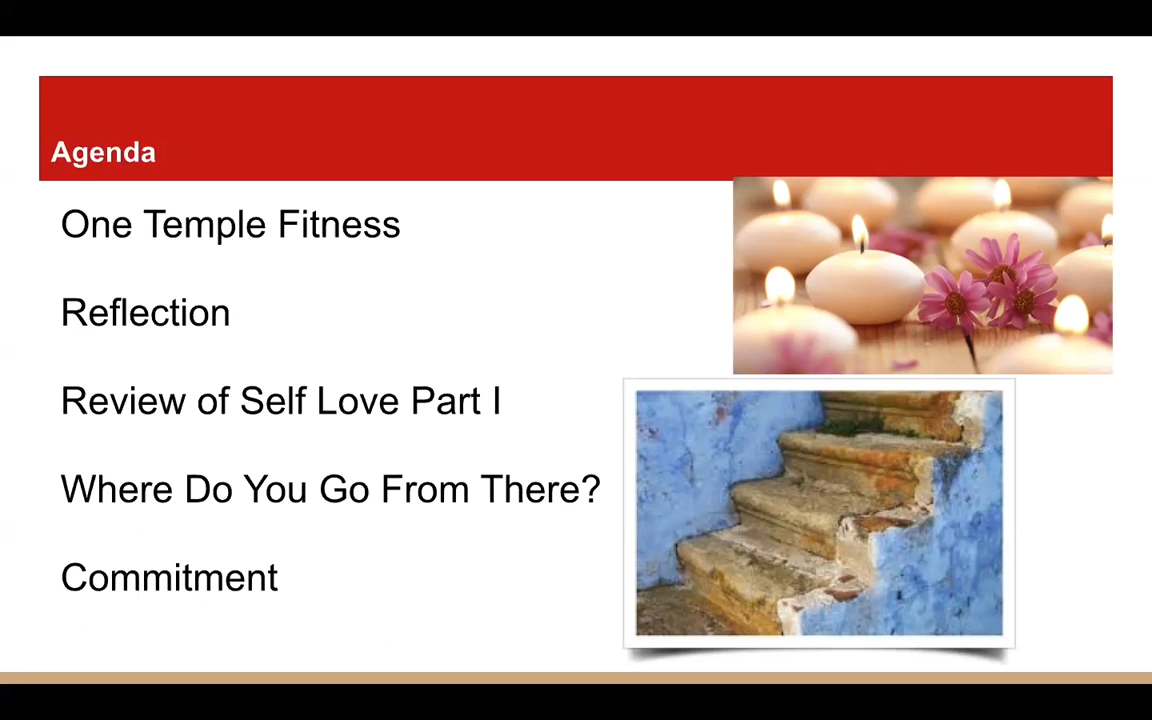 Agenda
One Temple Fitness
Reflection
Review of Self Love Part I
Where Do You Go From There?
Commitment